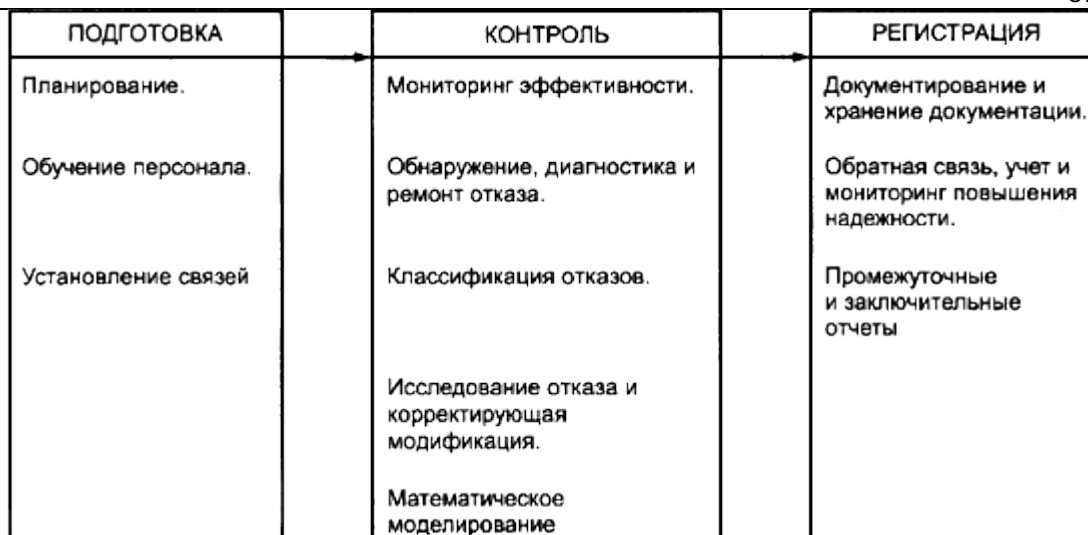 ПОДГОТОВКА
Планирование.
Обучение персонала.
Установление связей
КОНТРОЛЬ
Мониторинг эффективности.
Обнаружение, диагностика и
ремонт отказа.
Классификация отказов.
Исследование отказа и
корректирующая
модификация.
Математическое
моделирование
РЕГИСТРАЦИЯ
Документирование и
хранение документации.
Обратная связь, учет и
мониторинг повышения
надежности.
Промежуточные
и заключительные
отчеты